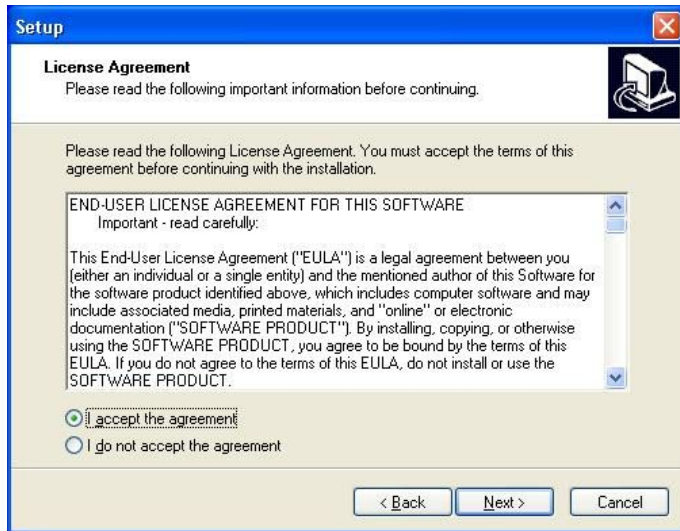 Setup
License Agreement
Please read the following important information before continuing.
Please read the following License Agreement. You must accept the terms of this
agreement before continuing with the installation.
END-USER LICENSE AGREEMENT FOR THIS SOFTWARE
Important - read carefully:
This End-User License Agreement ("EULA") is a legal agreement between you
(either an individual or a single entity) and the mentioned author of this Software for
the software product identified above, which includes computer software and may
include associated media, printed materials, and "online" or electronic
documentation ("SOFTWARE PRODUCT"). By installing, copying, or otherwise
using the SOFTWARE PRODUCT, you agree to be bound by the terms of this
EULA. If you do not agree to the terms of this EULA, do not install or use the
SOFTWARE PRODUCT.
I accept the agreement
I do not accept the agreement
< Back Next > Cancel